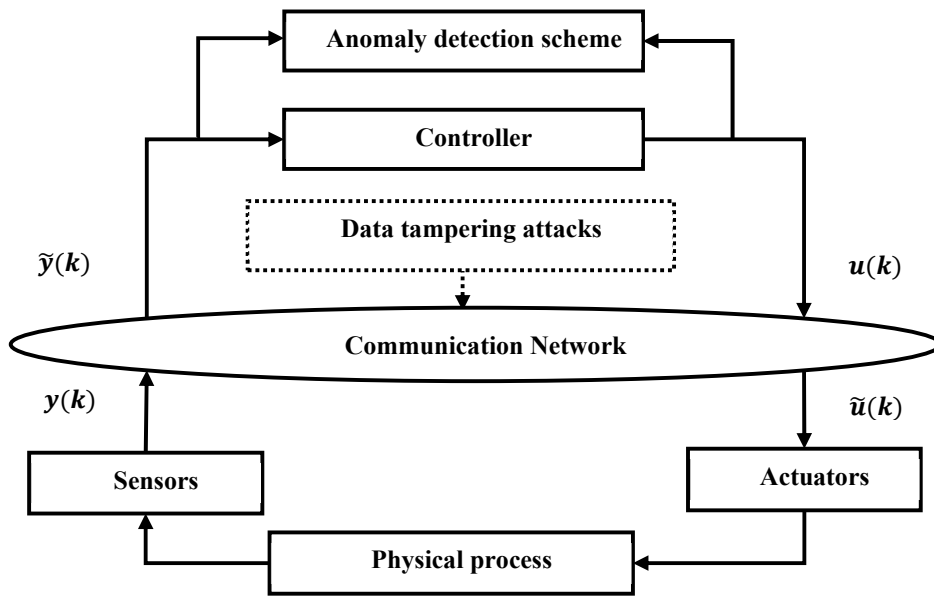 Anomaly detection scheme
Controller
Data tampering attacks
ỹ(k)
u(k)
Communication Network
y(k)
ũ(k)
Sensors
Actuators
Physical process